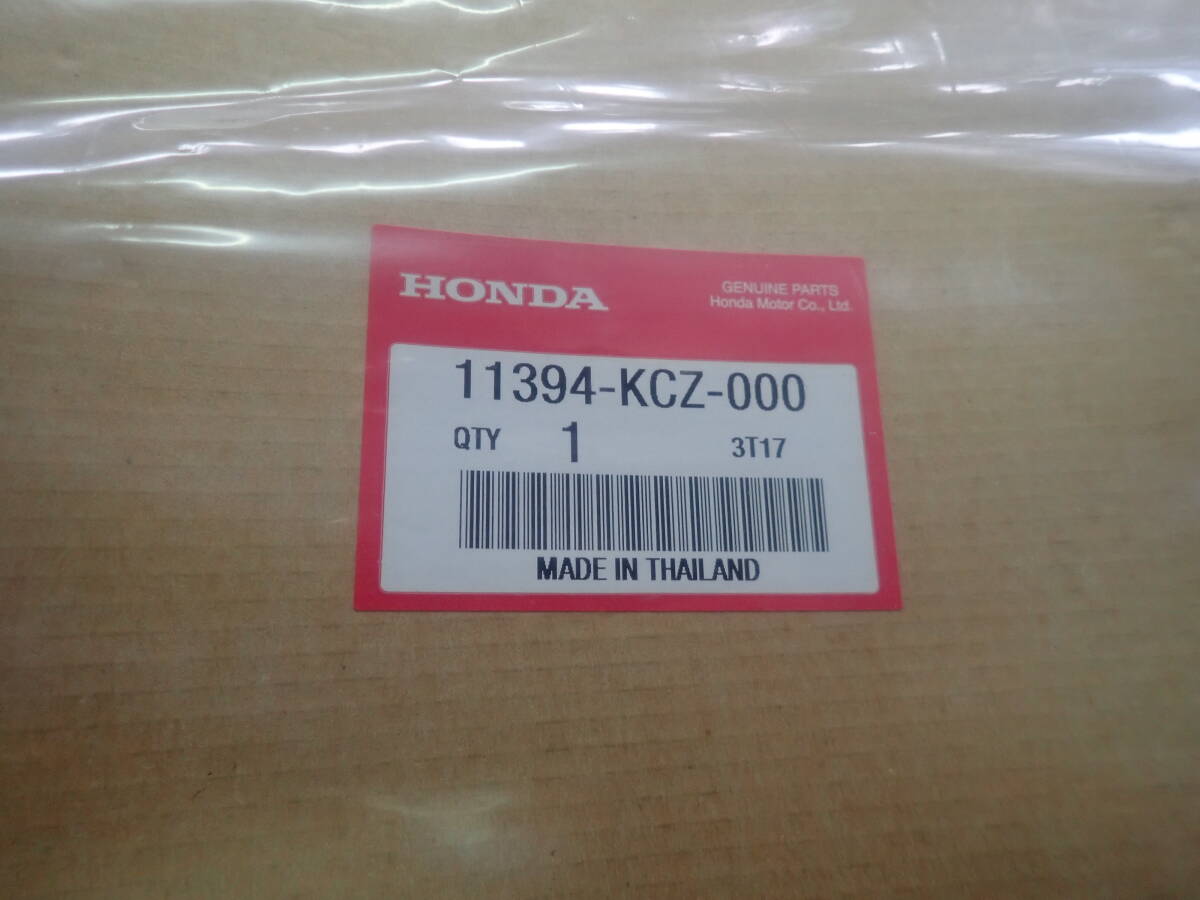 HONDA
GENUINE PARTS
Honda Motor Co., Ltd.
11394-KCZ-000
QTY 1 3T17
MADE IN THAILAND